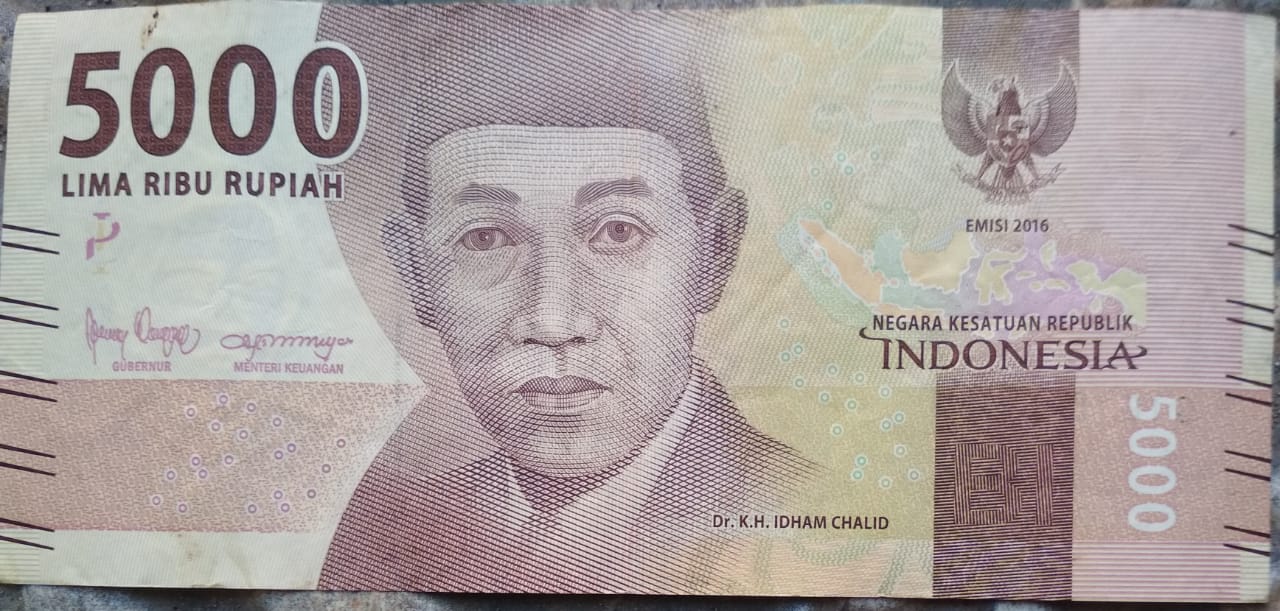 5000
LIMA RIBU RUPIAH
GUBERNUR
MENTERI KEUANGAN
EMISI 2016
NEGARA KESATUAN REPUBLIK
INDONESIA
5000
Dr. K.H. IDHAM CHALID